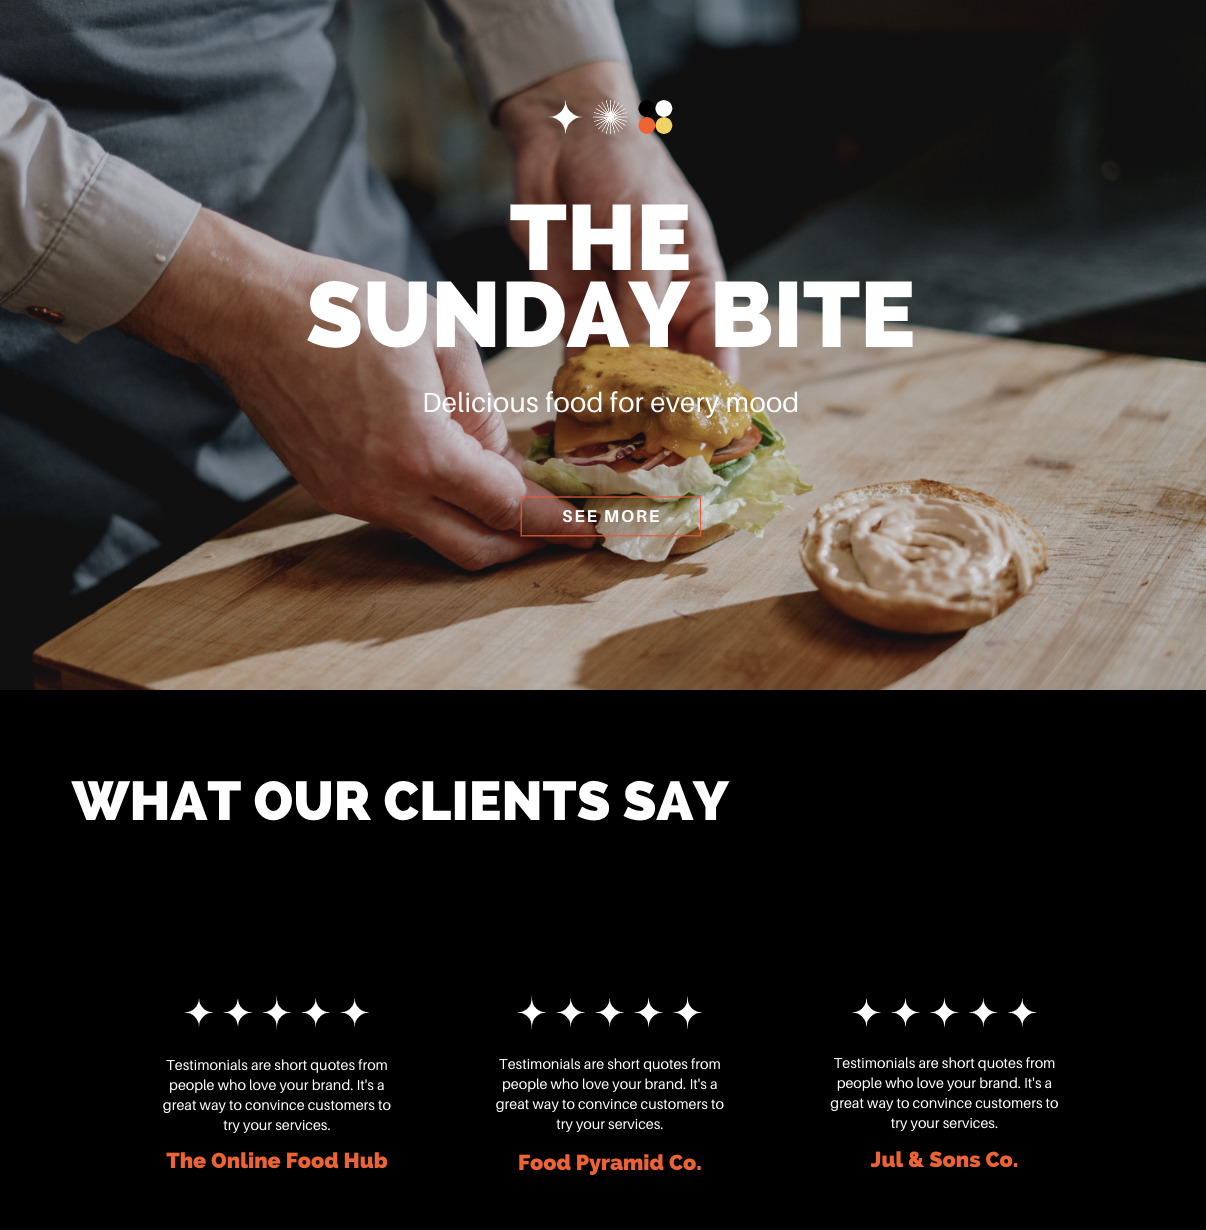 THE
SUNDAY BITE
Delicious food for every mood
SEE MORE
WHAT OUR CLIENTS SAY
Testimonials are short quotes from
people who love your brand. It's a
great way to convince customers to
try your services.
The Online Food Hub
Testimonials are short quotes from
people who love your brand. It's a
great way to convince customers to
try your services.
Food Pyramid Co.
Testimonials are short quotes from
people who love your brand. It's a
great way to convince customers to
try your services.
Jul & Sons Co.